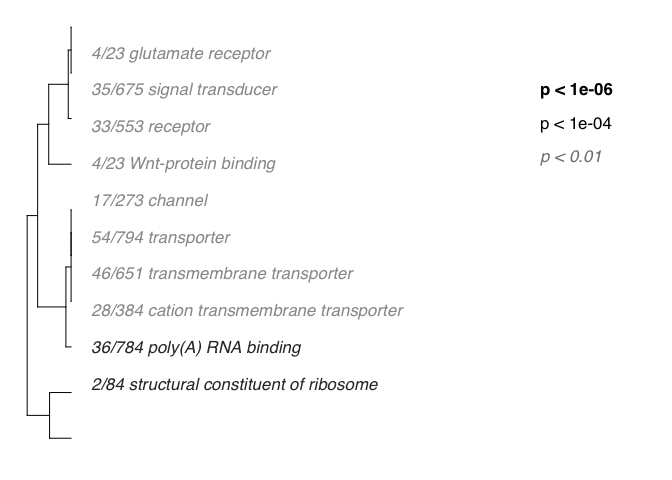 4/23 glutamate receptor
35/675 signal transducer
33/553 receptor
4/23 Wnt-protein binding
17/273 channel
54/794 transporter
46/651 transmembrane transporter
28/384 cation transmembrane transporter
36/784 poly(A) RNA binding
2/84 structural constituent of ribosome
p < 1e-06
p < 1e-04
p < 0.01